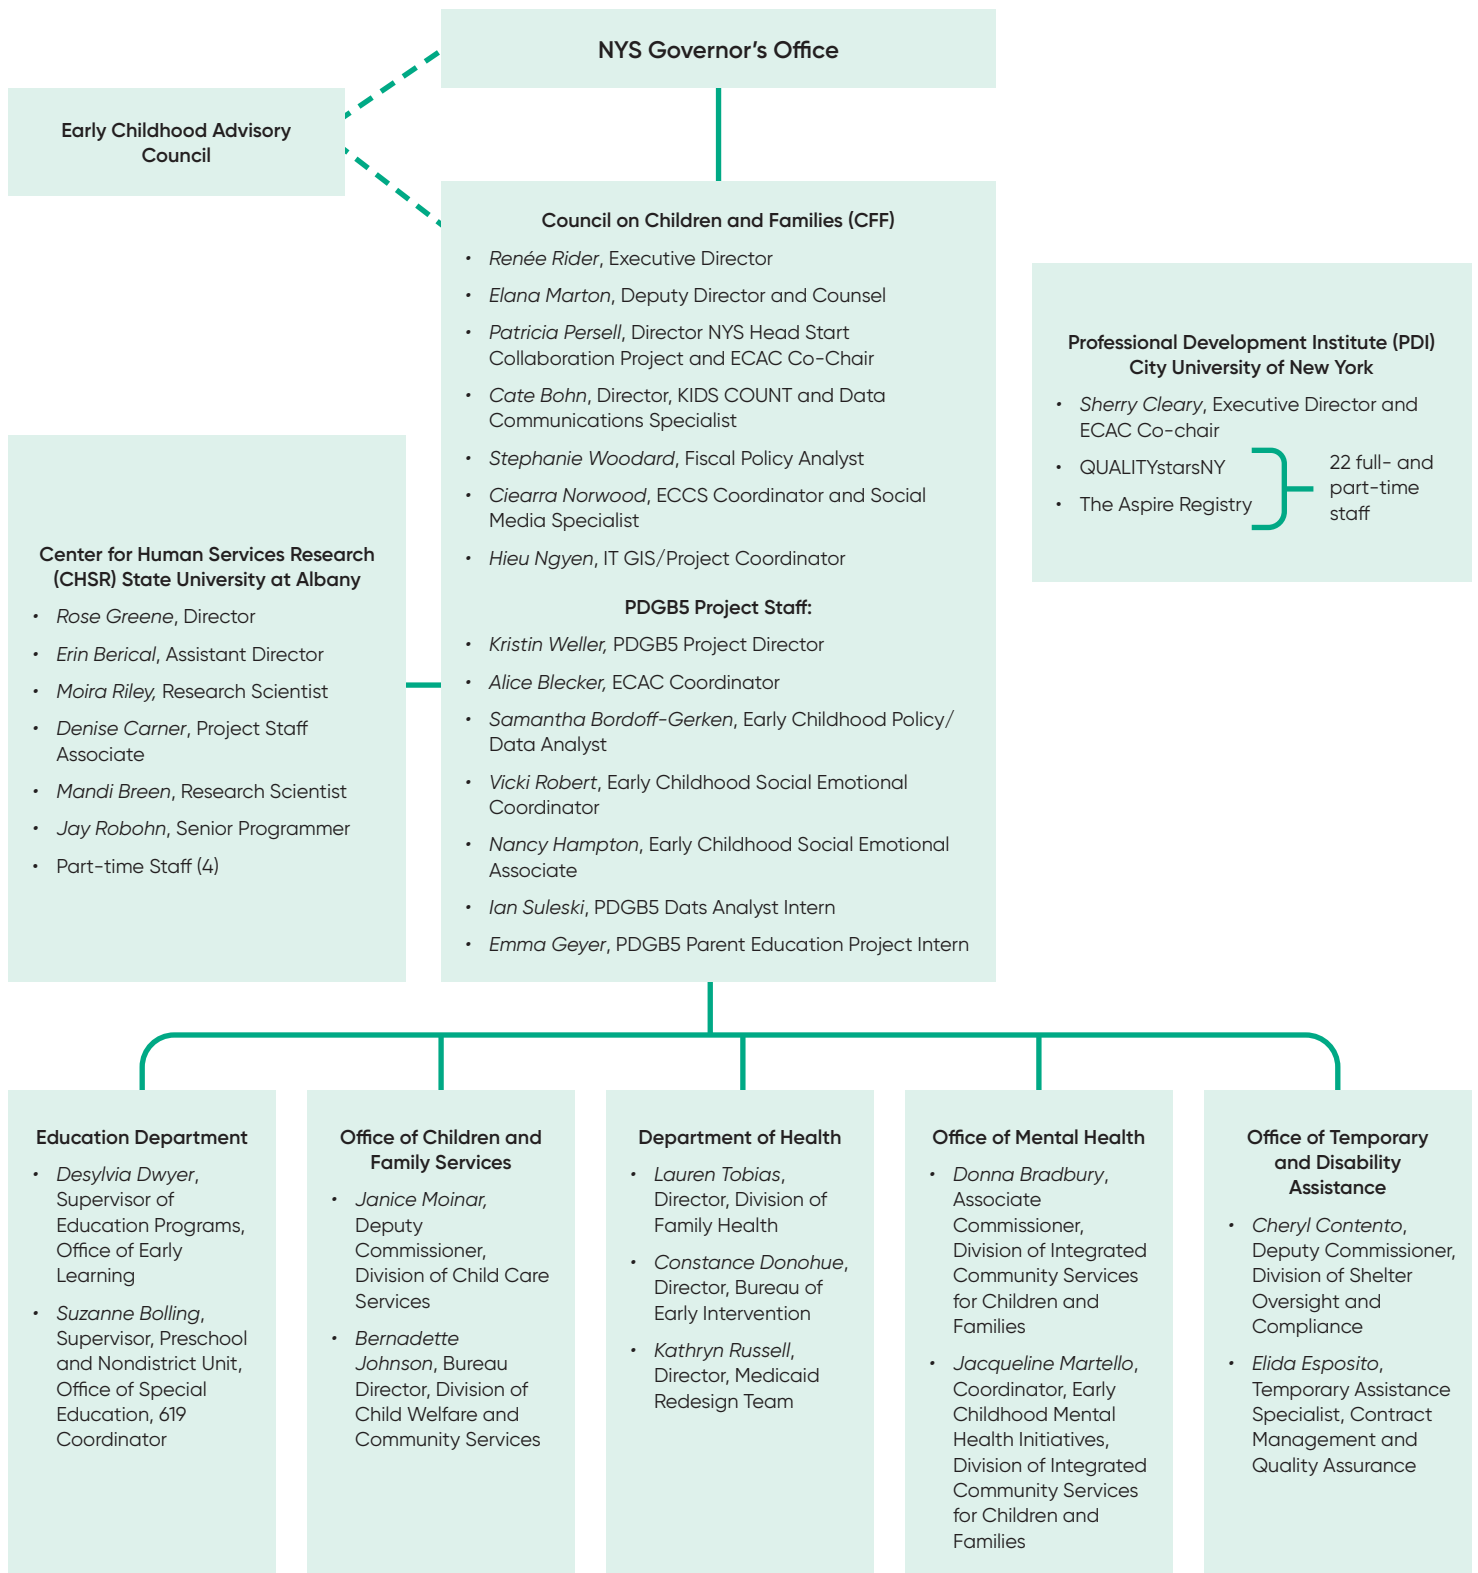 NYS Governor's Office
Early Childhood Advisory
Council
Council on Children and Families (CFF)
• Renée Rider, Executive Director
• Elana Marton, Deputy Director and Counsel
• Patricia Persell, Director NYS Head Start
Collaboration Project and ECAC Co-Chair
• Cate Bohn, Director, KIDS COUNT and Data
Communications Specialist
• Stephanie Woodard, Fiscal Policy Analyst
• Ciearra Norwood, ECCS Coordinator and Social
Media Specialist
• Hieu Ngyen, IT GIS/Project Coordinator
PDGB5 Project Staff:
• Kristin Weller, PDGB5 Project Director
• Alice Blecker, ECAC Coordinator
• Samantha Bordoff-Gerken, Early Childhood Policy/
Data Analyst
• Vicki Robert, Early Childhood Social Emotional
Coordinator
• Nancy Hampton, Early Childhood Social Emotional
Associate
• Ian Suleski, PDGB5 Dats Analyst Intern
• Emma Geyer, PDGB5 Parent Education Project Intern
Professional Development Institute (PDI)
City University of New York
• Sherry Cleary, Executive Director and
ECAC Co-chair
• QUALITYstarsNY
• The Aspire Registry
22 full- and
part-time
staff
Center for Human Services Research
(CHSR) State University at Albany
• Rose Greene, Director
• Erin Berical, Assistant Director
• Moira Riley, Research Scientist
• Denise Carner, Project Staff
Associate
• Mandi Breen, Research Scientist
• Jay Robohn, Senior Programmer
• Part-time Staff (4)
Education Department
• Desylvia Dwyer,
Supervisor of
Education Programs,
Office of Early
Learning
• Suzanne Bolling,
Supervisor, Preschool
and Nondistrict Unit,
Office of Special
Education, 619
Coordinator
Office of Children and
Family Services
• Janice Moinar,
Deputy
Commissioner,
Division of Child Care
Services
• Bernadette
Johnson, Bureau
Director, Division of
Child Welfare and
Community Services
Department of Health
• Lauren Tobias,
Director, Division of
Family Health
• Constance Donohue,
Director, Bureau of
Early Intervention
• Kathryn Russell,
Director, Medicaid
Redesign Team
Office of Mental Health
• Donna Bradbury,
Associate
Commissioner,
Division of Integrated
Community Services
for Children and
Families
• Jacqueline Martello,
Coordinator, Early
Childhood Mental
Health Initiatives,
Division of Integrated
Community Services
for Children and
Families
Office of Temporary
and Disability
Assistance
• Cheryl Contento,
Deputy Commissioner,
Division of Shelter
Oversight and
Compliance
• Elida Esposito,
Temporary Assistance
Specialist, Contract
Management and
Quality Assurance